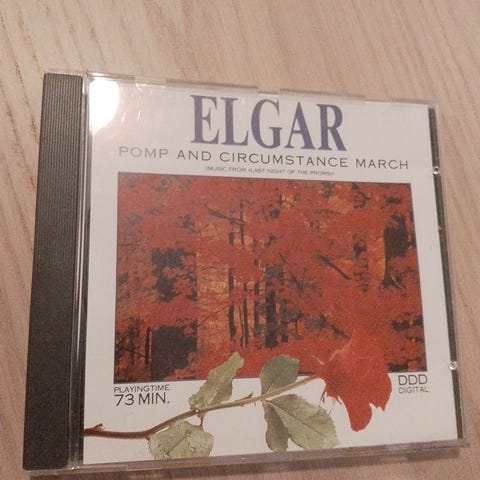 ELGAR
POMP AND CIRCUMSTANCE MARCH
(MUSIC FROM «LAST NIGHT OF THE PROMS»)
PLAYINGTIME
73 MIN.
DDD
DIGITAL